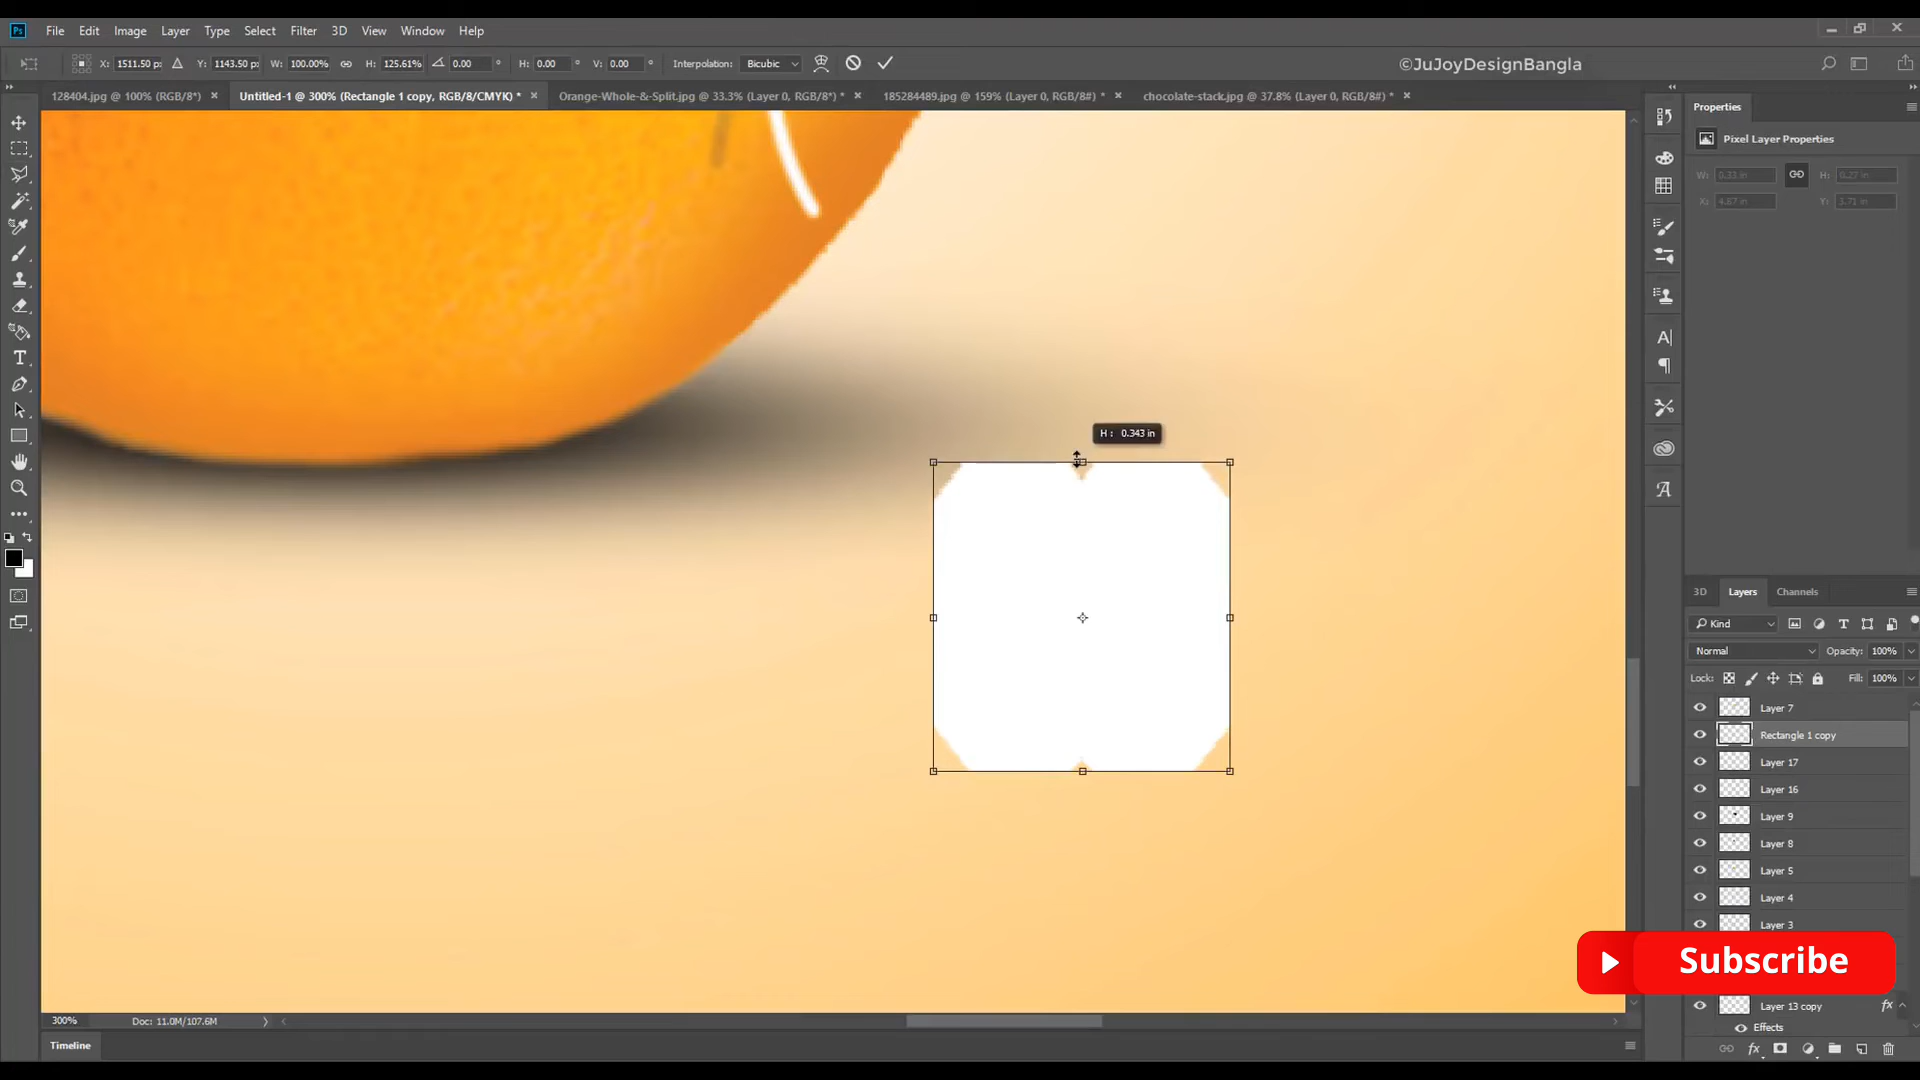 Ps File Edit Image Layer Type Select Filter 3D View Window Help
X: 1511.50 p: Y: 1143.50 p: W: 100.00% H: 125.61% 0.00 ° H: 0.00 ° V: 0.00 ° Interpolation: Bicubic
©JuJoyDesignBangla
128404.jpg @ 100% (RGB/8*) × Untitled-1 @ 300% (Rectangle 1 copy, RGB/8/CMYK) * × Orange-Whole-&-Split.jpg @ 33.3% (Layer 0, RGB/8*) * × 185284489.jpg @ 159% (Layer 0, RGB/8#) * × chocolate-stack.jpg @ 37.8% (Layer 0, RGB/8#) * ×
Properties
Pixel Layer Properties
W: 0.33 in H: 0.27 in
X: 4.87 in Y: 3.71 in
H : 0.343 in
3D Layers Channels
Kind
Normal Opacity: 100%
Lock: Fill: 100%
Layer 7
Rectangle 1 copy
Layer 17
Layer 16
Layer 9
Layer 8
Layer 5
Layer 4
Layer 3
Subscribe
Layer 13 copy fx
Effects
300% Doc: 11.0M/107.6M
Timeline
fx